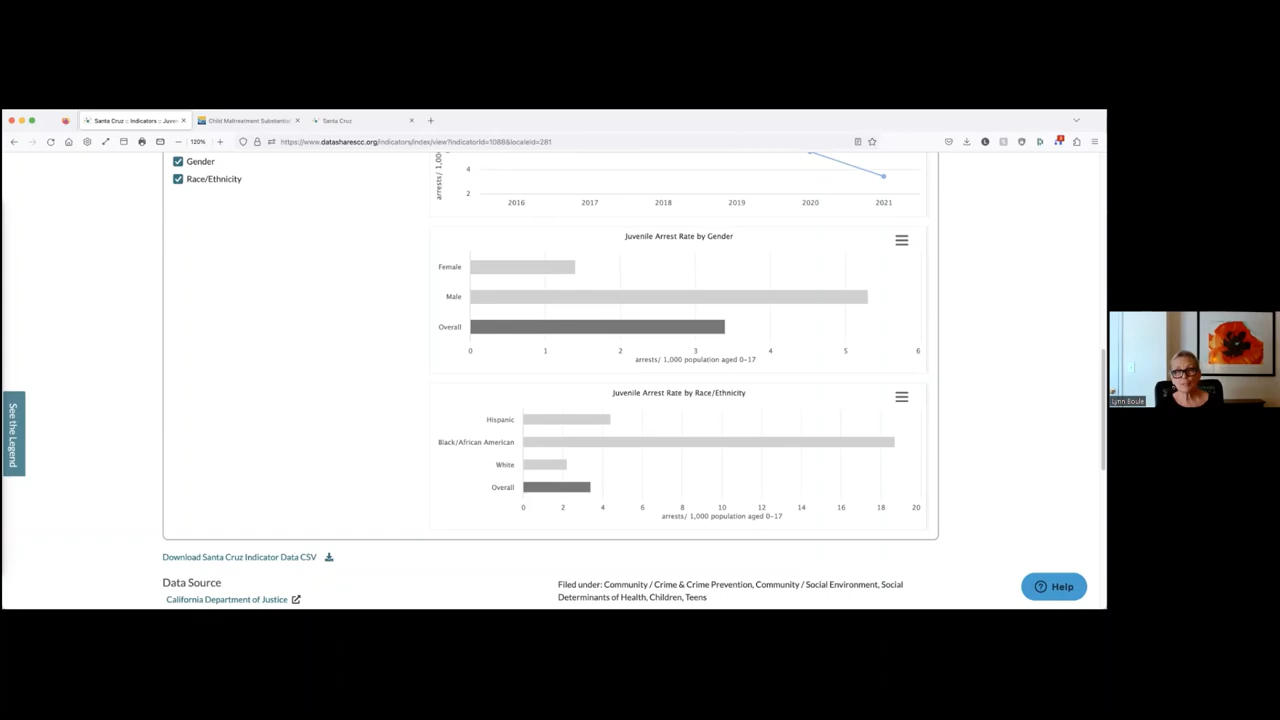 Santa Cruz :: Indicators :: Juve
Child Maltreatment Substantiat
Santa Cruz
120%
https://www.datasharescc.org/indicators/index/view?indicatorId=1088&localeId=281
Gender
Race/Ethnicity
arrests/ 1,00
4
2
2016 2017 2018 2019 2020 2021
Juvenile Arrest Rate by Gender
Female
Male
Overall
0 1 2 3 4 5 6
arrests/ 1,000 population aged 0-17
Juvenile Arrest Rate by Race/Ethnicity
Hispanic
Black/African American
White
Overall
0 2 4 6 8 10 12 14 16 18 20
arrests/ 1,000 population aged 0-17
See the Legend
Download Santa Cruz Indicator Data CSV
Data Source
California Department of Justice
Filed under: Community / Crime & Crime Prevention, Community / Social Environment, Social
Determinants of Health, Children, Teens
Help
Lynn Boule